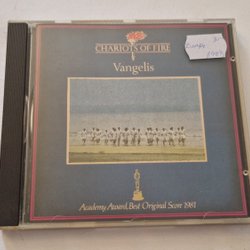 CHARIOTS OF FIRE
Vangelis
Academy Award, Best Original Score 1981